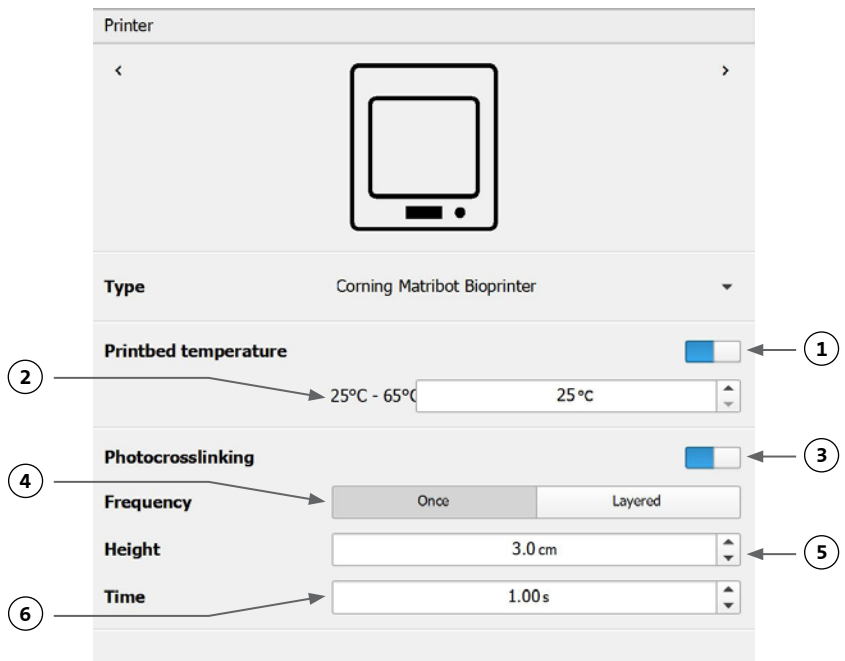 Printer
< >
Type Corning Matribot Bioprinter
Printbed temperature 1
2 25°C - 65°C 25°C
Photocrosslinking 3
4 Frequency Once Layered
Height 3.0 cm 5
Time 1.00 s
6